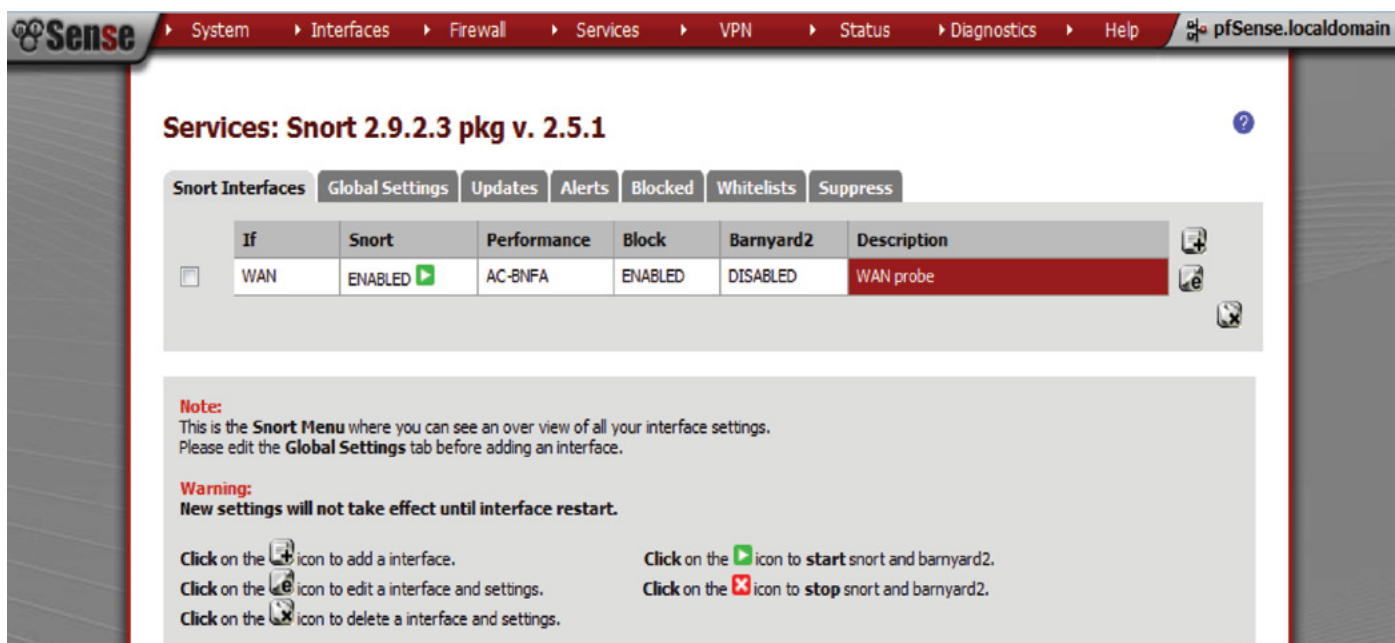 Sense System Interfaces Firewall Services VPN Status Diagnostics Help pfSense.localdomain
Services: Snort 2.9.2.3 pkg v. 2.5.1
Snort Interfaces Global Settings Updates Alerts Blocked Whitelists Suppress
If Snort Performance Block Barnyard2 Description
WAN ENABLED AC-BNFA ENABLED DISABLED WAN probe
Note:
This is the Snort Menu where you can see an over view of all your interface settings.
Please edit the Global Settings tab before adding an interface.
Warning:
New settings will not take effect until interface restart.
Click on the icon to add a interface. Click on the icon to start snort and barnyard2.
Click on the icon to edit a interface and settings. Click on the icon to stop snort and barnyard2.
Click on the icon to delete a interface and settings.